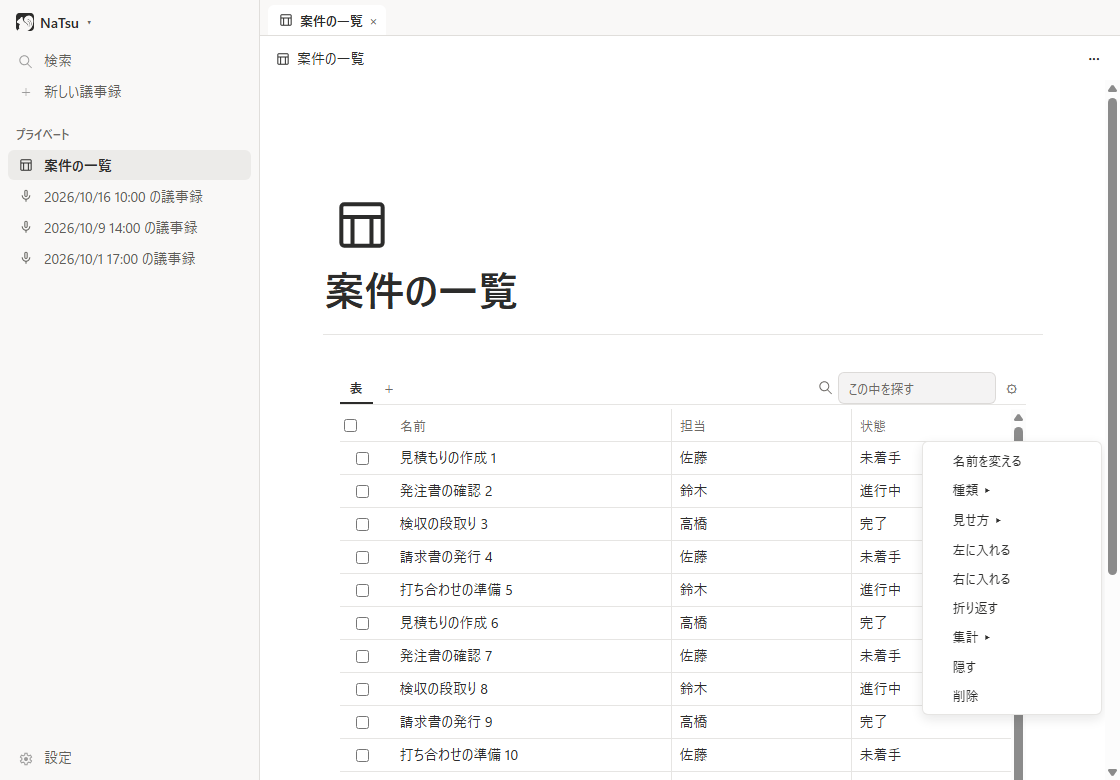 NaTsu
検索
新しい議事録
プライベート
案件の一覧
2026/10/16 10:00 の議事録
2026/10/9 14:00 の議事録
2026/10/1 17:00 の議事録
設定
案件の一覧 ×
案件の一覧 ...
案件の一覧
表 +
この中を探す
名前 担当 状態
見積もりの作成 1 佐藤 未着手
発注書の確認 2 鈴木 進行中
検収の段取り 3 高橋 完了
請求書の発行 4 佐藤 未着手
打ち合わせの準備 5 鈴木 進行中
見積もりの作成 6 高橋 完了
発注書の確認 7 佐藤 未着手
検収の段取り 8 鈴木 進行中
請求書の発行 9 高橋 完了
打ち合わせの準備 10 佐藤 未着手
名前を変える
種類 ▸
見せ方 ▸
左に入れる
右に入れる
折り返す
集計 ▸
隠す
削除